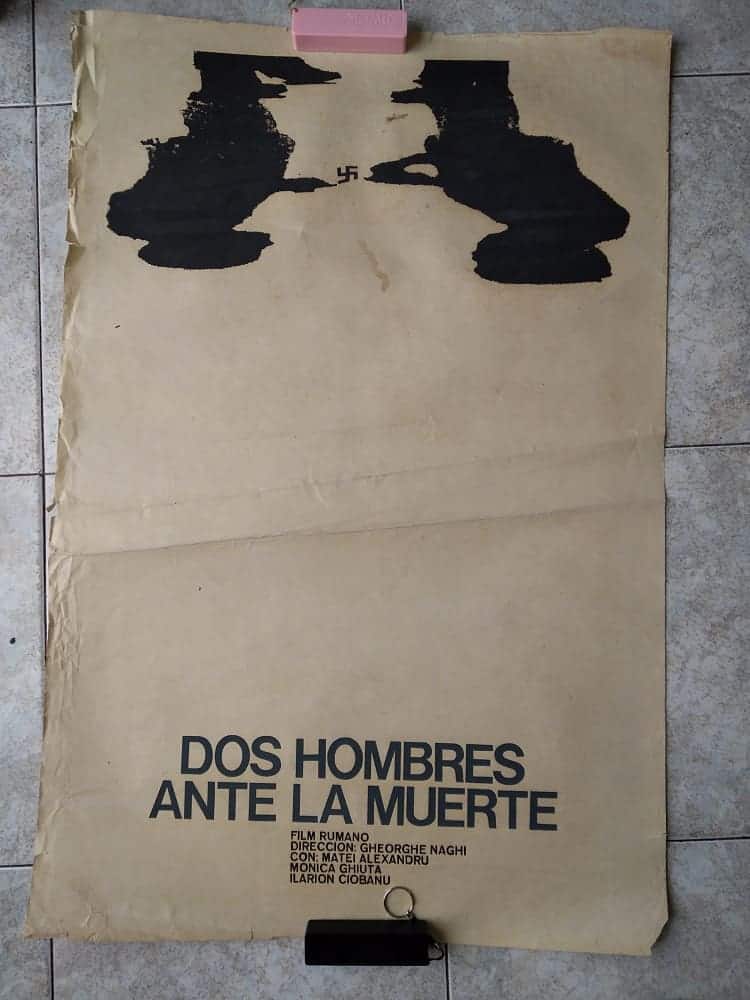 DOS HOMBRES
ANTE LA MUERTE
FILM RUMANO
DIRECCION: GHEORGHE NAGHI
CON: MATEI ALEXANDRU
MONICA GHIUTA
ILARION CIOBANU